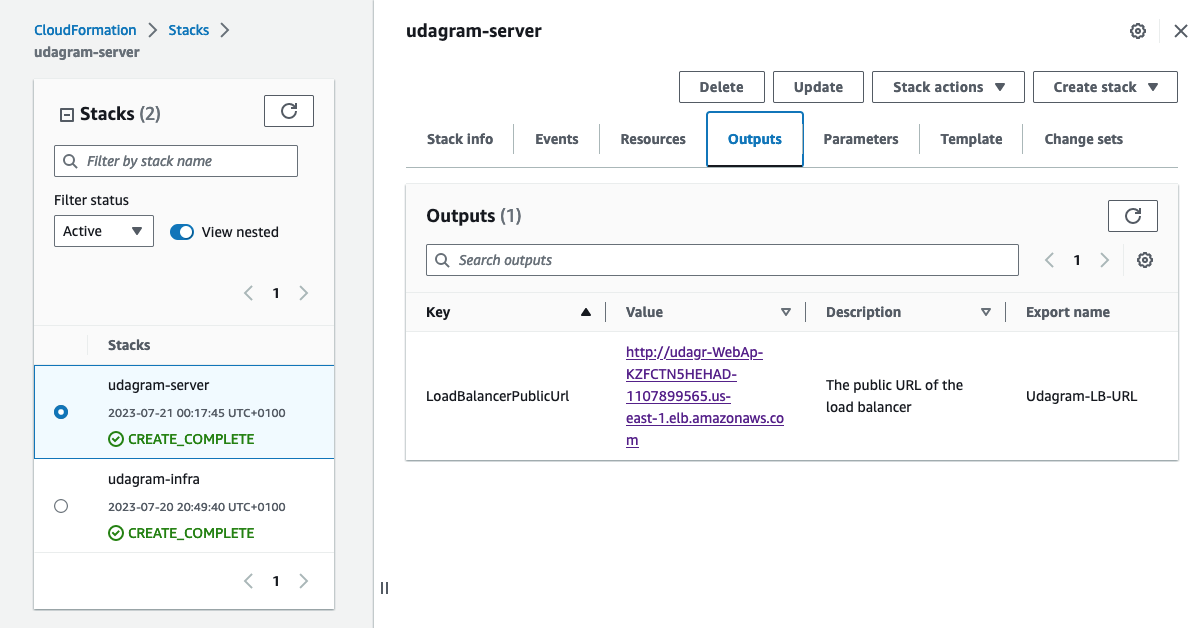 CloudFormation > Stacks >
udagram-server
Stacks (2)
Filter by stack name
Filter status
Active
View nested
1
Stacks
udagram-server
2023-07-21 00:17:45 UTC+0100
CREATE_COMPLETE
udagram-infra
2023-07-20 20:49:40 UTC+0100
CREATE_COMPLETE
1
udagram-server
Delete
Update
Stack actions
Create stack
Stack info
Events
Resources
Outputs
Parameters
Template
Change sets
Outputs (1)
Search outputs
1
Key
Value
Description
Export name
LoadBalancerPublicUrl
http://udagr-WebAp-
KZFCTN5HEHAD-
1107899565.us-
east-1.elb.amazonaws.co
m
The public URL of the
load balancer
Udagram-LB-URL